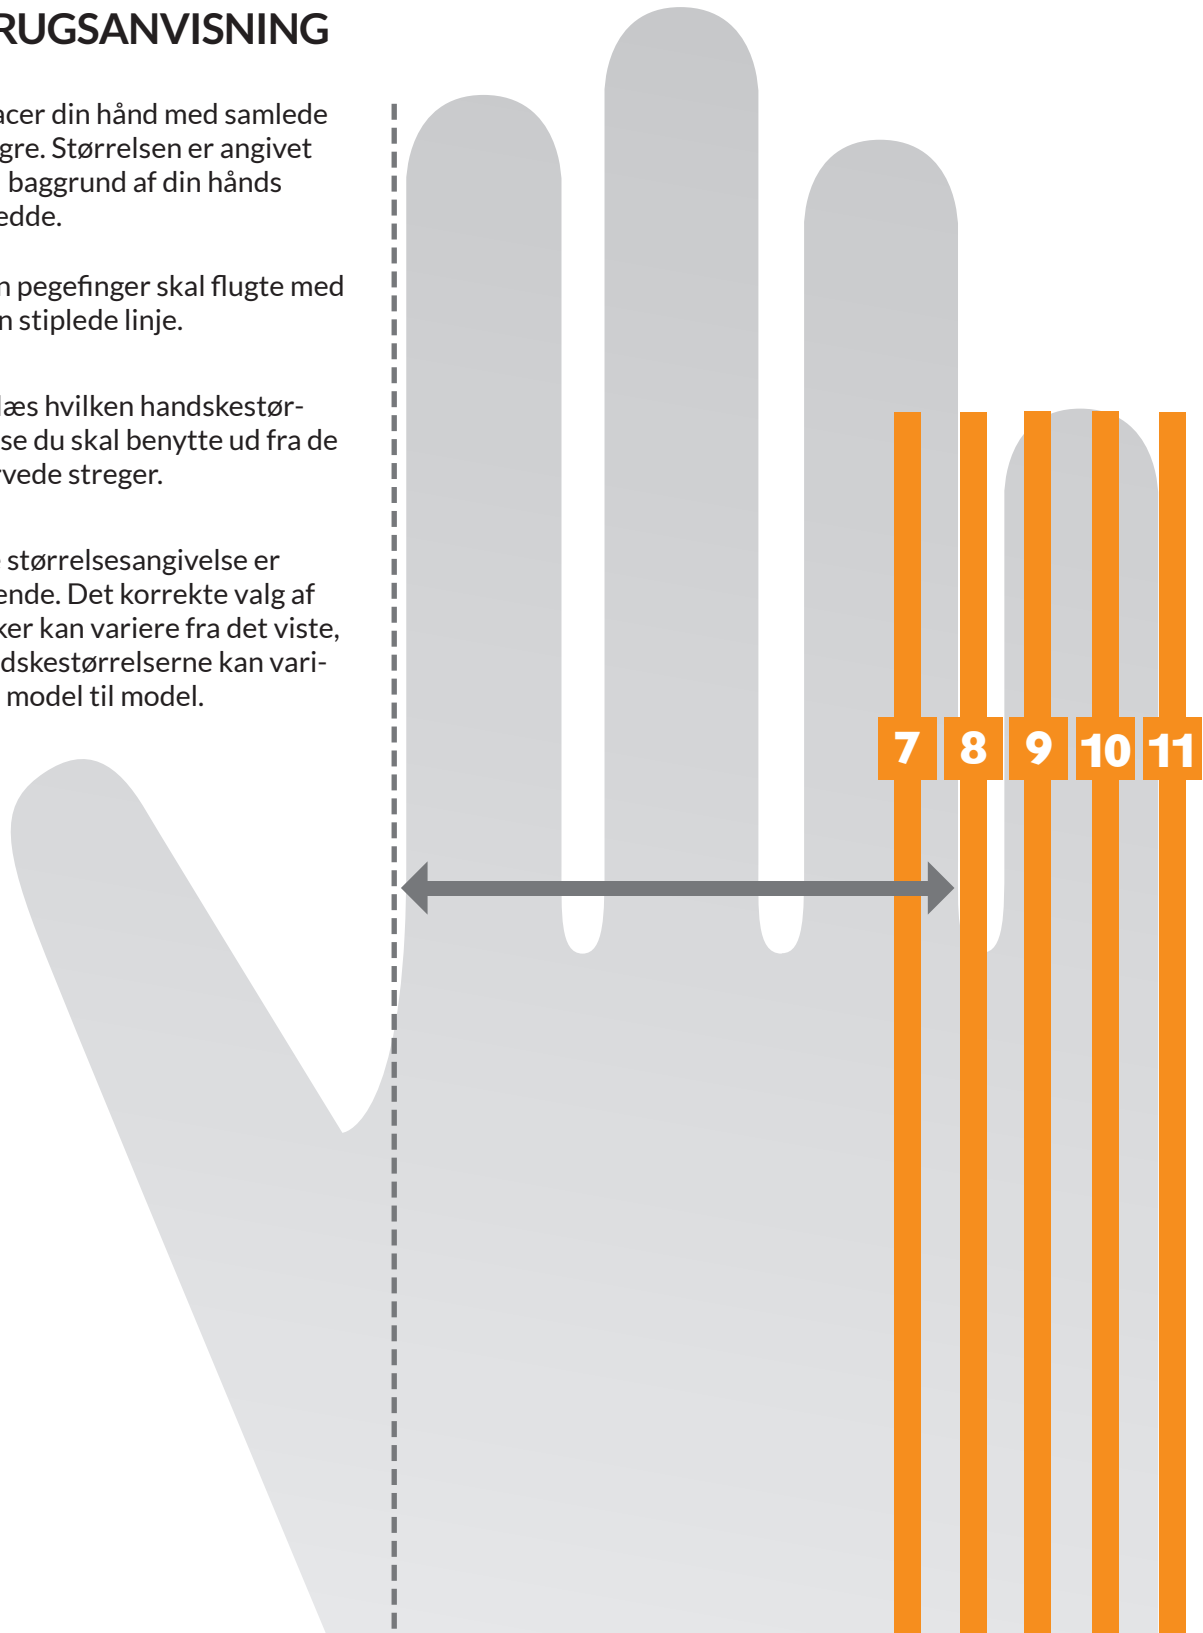 RUGSANVISNING
acer din hånd med samlede
gre. Størrelsen er angivet
baggrund af din hånds
edde.
n pegefinger skal flugte med
n stiplede linje.
læs hvilken handskestør-
se du skal benytte ud fra de
rvede streger.
e størrelsesangivelse er
ende. Det korrekte valg af
ker kan variere fra det viste,
dskestørrelserne kan vari-
model til model.
7 8 9 10 11